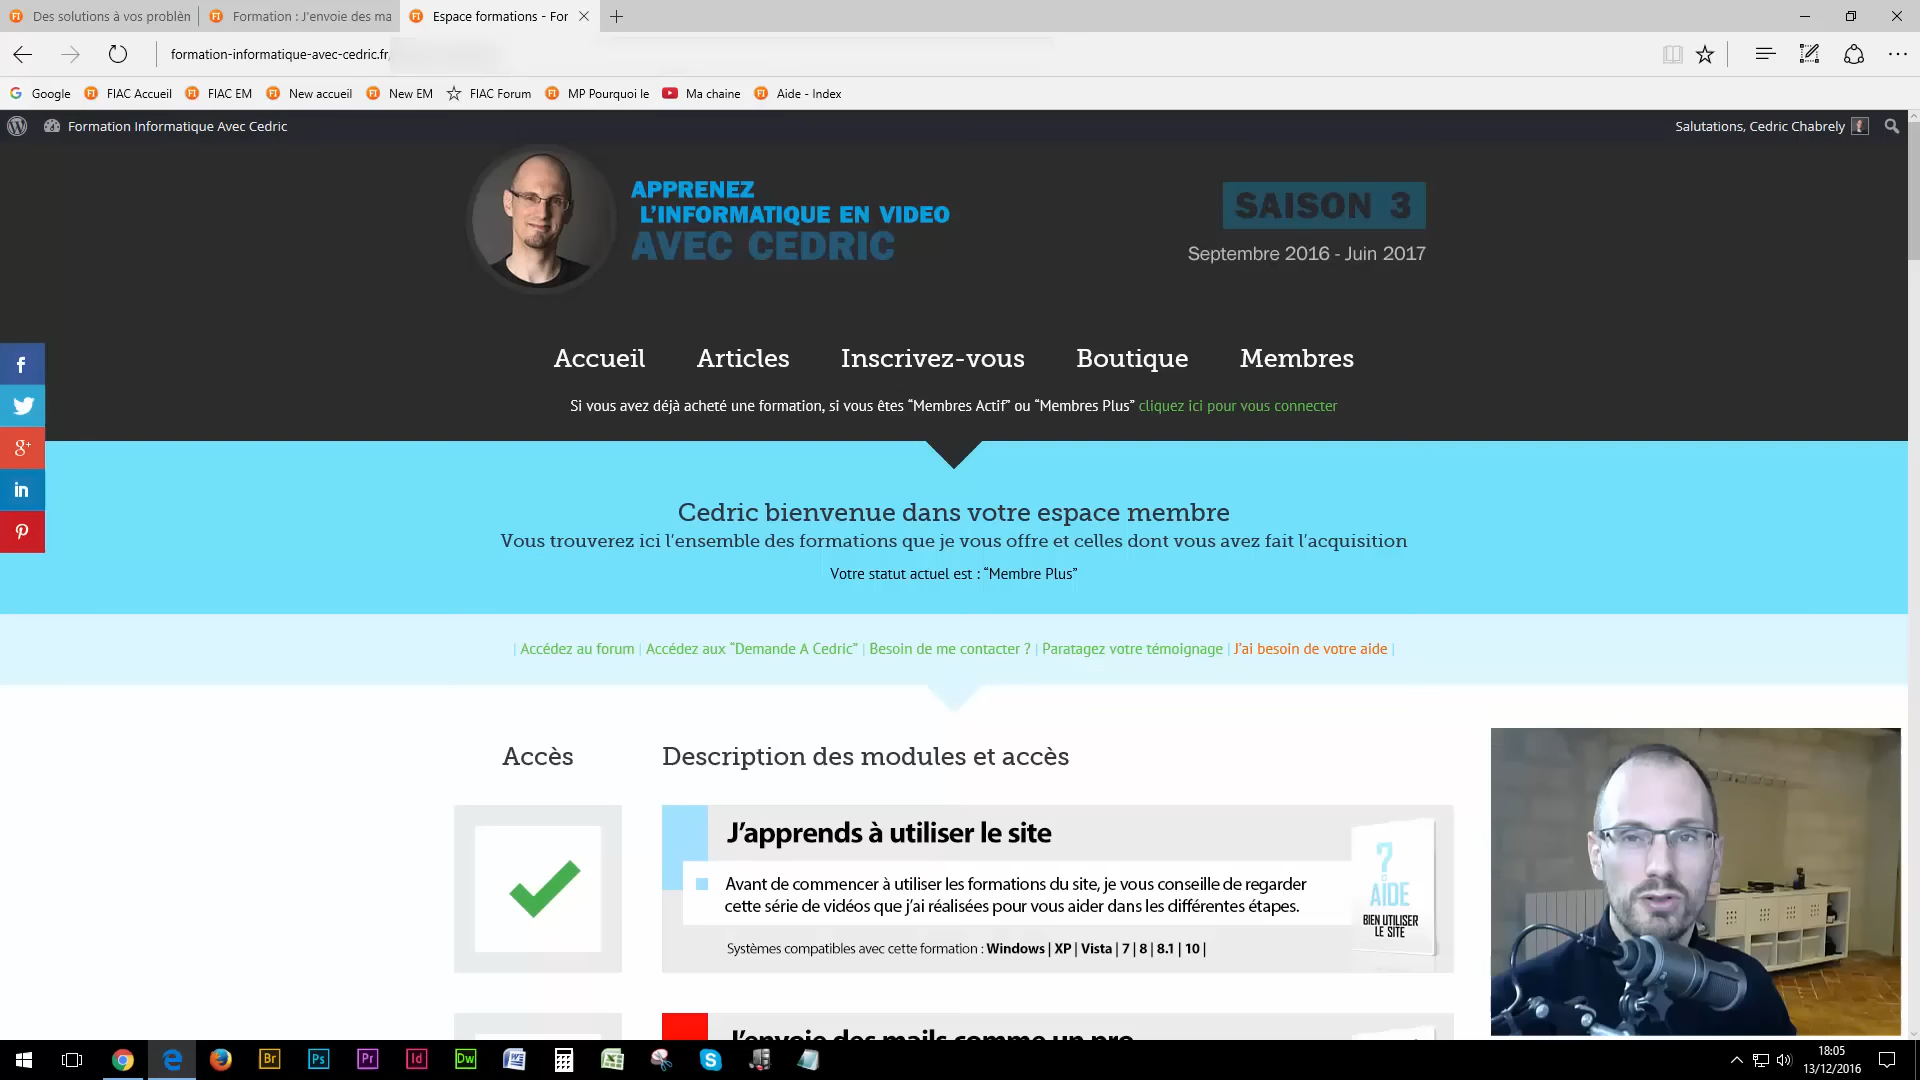 Des solutions à vos problèn
Formation : J'envoie des ma
Espace formations - For
formation-informatique-avec-cedric.fr/
Google
FIAC Accueil
FIAC EM
New accueil
New EM
FIAC Forum
MP Pourquoi le
Ma chaine
Aide - Index
Formation Informatique Avec Cedric
Salutations, Cedric Chabrely
APPRENEZ
L'INFORMATIQUE EN VIDEO
AVEC CEDRIC
SAISON 3
Septembre 2016 - Juin 2017
Accueil
Articles
Inscrivez-vous
Boutique
Membres
Si vous avez déjà acheté une formation, si vous êtes “Membres Actif” ou “Membres Plus” cliquez ici pour vous connecter
Cedric bienvenue dans votre espace membre
Vous trouverez ici l'ensemble des formations que je vous offre et celles dont vous avez fait l'acquisition
Votre statut actuel est : “Membre Plus”
| Accédez au forum | Accédez aux “Demande A Cedric” | Besoin de me contacter ? | Paratagez votre témoignage | J'ai besoin de votre aide |
Accès
Description des modules et accès
J'apprends à utiliser le site
Avant de commencer à utiliser les formations du site, je vous conseille de regarder
cette série de vidéos que j'ai réalisées pour vous aider dans les différentes étapes.
Systèmes compatibles avec cette formation : Windows | XP | Vista | 7 | 8 | 8.1 | 10 |
?
AIDE
BIEN UTILISER
LE SITE
J'envoie des mails comme un pro
Br
Ps
Pr
Id
Dw
18:05
13/12/2016